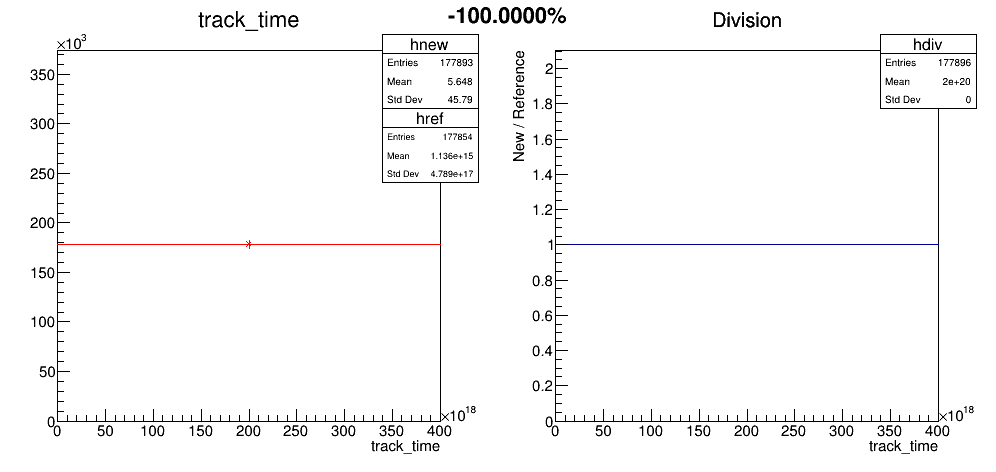 -100.0000%
track_time
×10³
350
300
250
200
150
100
50
0
0 50 100 150 200 250 300 350 400
×10¹⁸
track_time
hnew
Entries 177893
Mean 5.648
Std Dev 45.79
href
Entries 177854
Mean 1.136e+15
Std Dev 4.789e+17
Division
New / Reference
2
1.8
1.6
1.4
1.2
1
0.8
0.6
0.4
0.2
0
0 50 100 150 200 250 300 350 400
×10¹⁸
track_time
hdiv
Entries 177896
Mean 2e+20
Std Dev 0